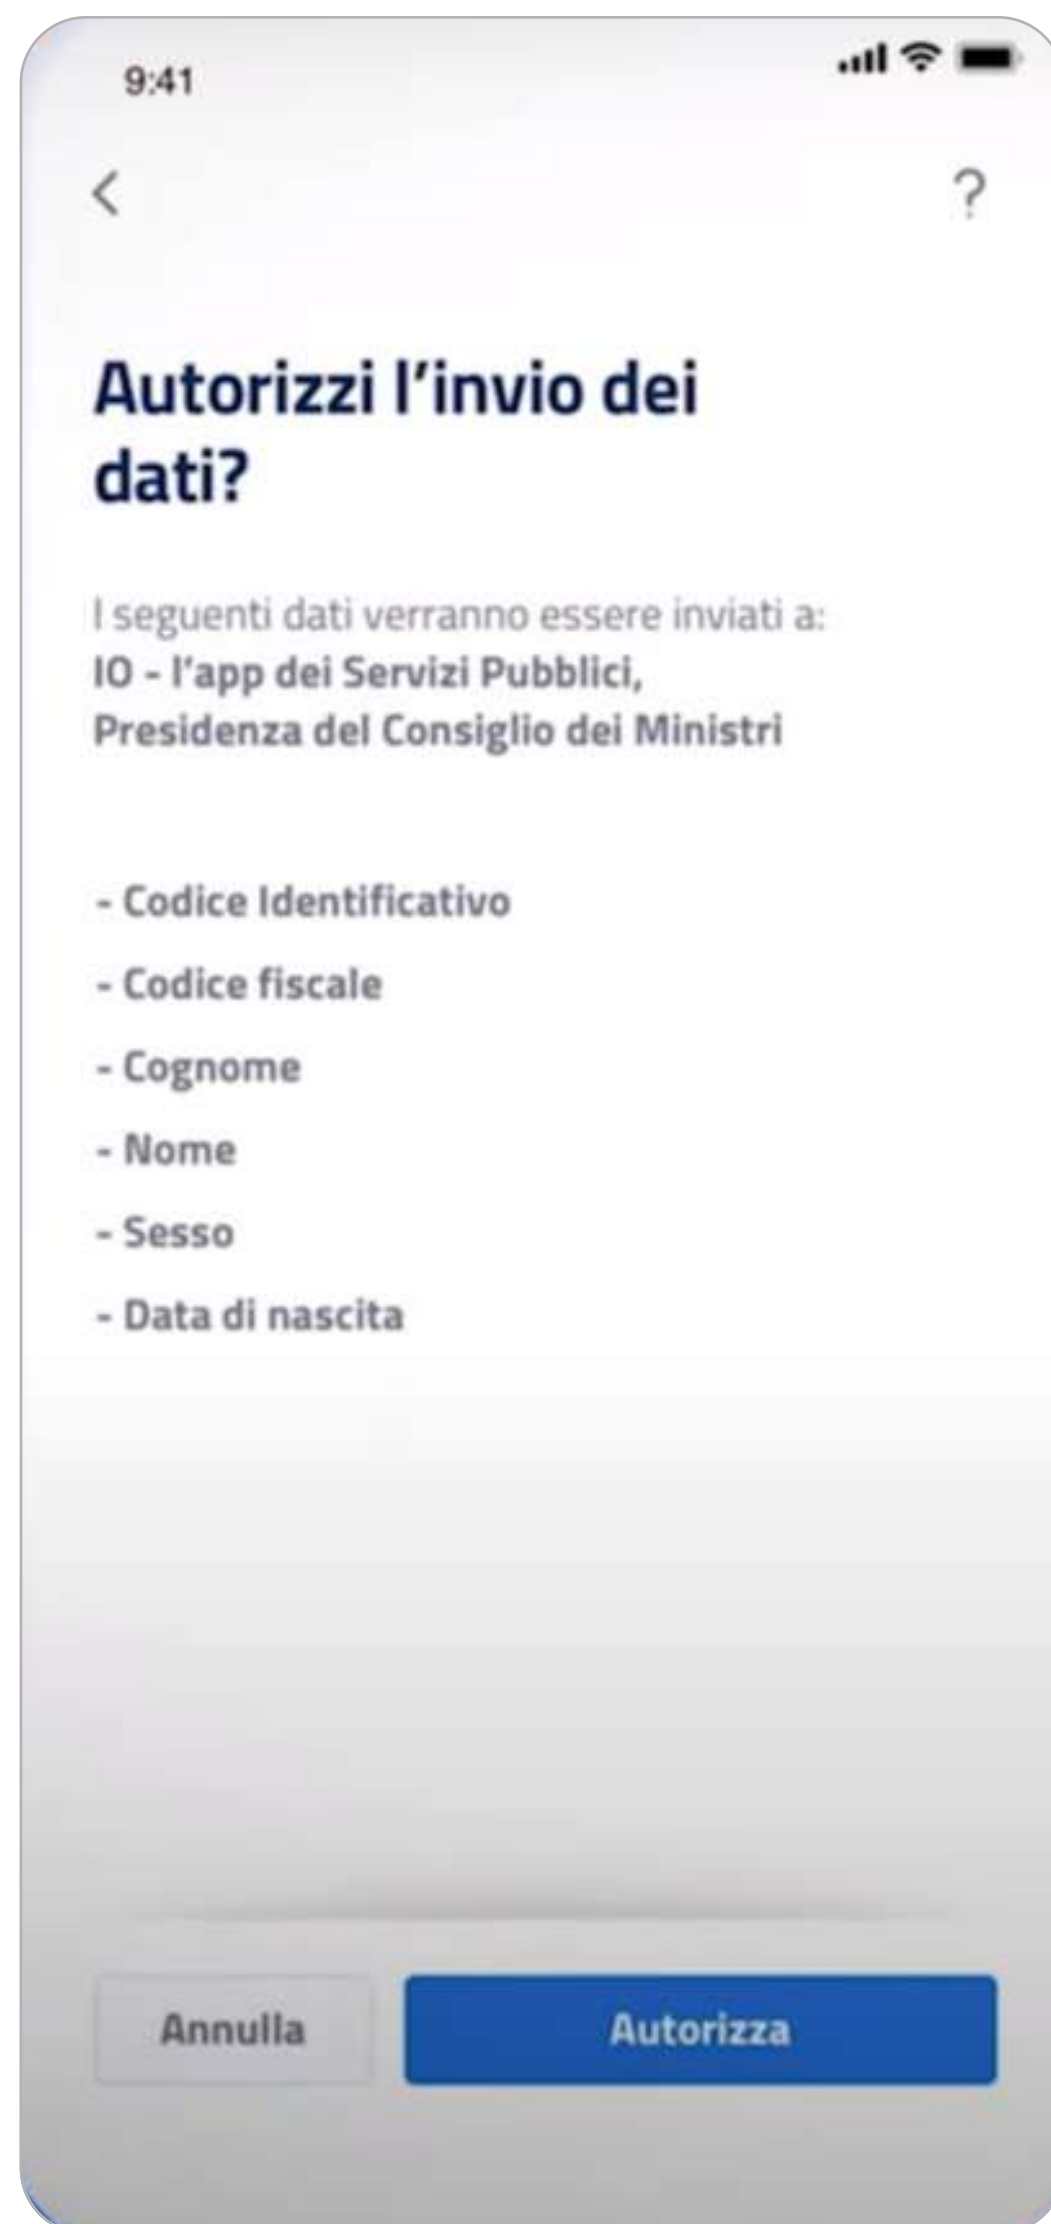 9:41
?
Autorizzi l'invio dei
dati?
I seguenti dati verranno essere inviati a:
IO - l'app dei Servizi Pubblici,
Presidenza del Consiglio dei Ministri
- Codice Identificativo
- Codice fiscale
- Cognome
- Nome
- Sesso
- Data di nascita
Annulla
Autorizza